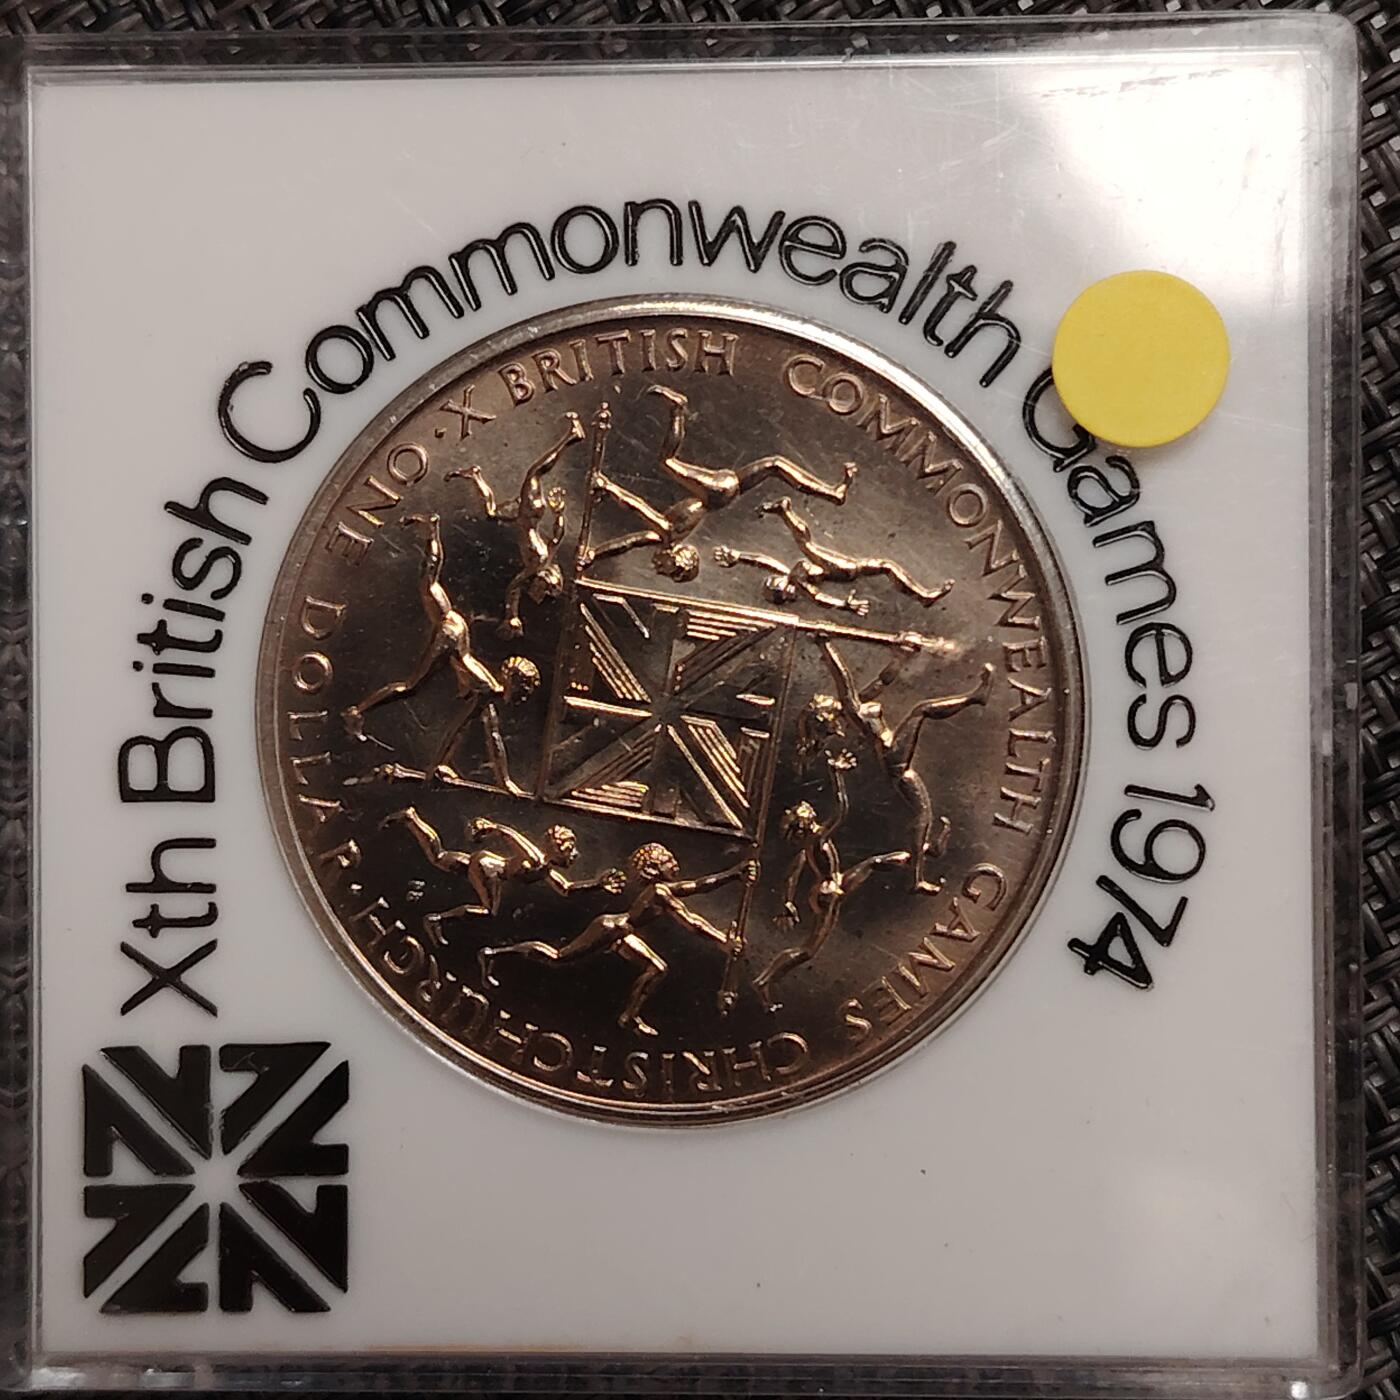 Xth British Commonwealth Games 1974
· X BRITISH COMMONWEALTH GAMES CHRISTCHURCH · ONE DOLLAR